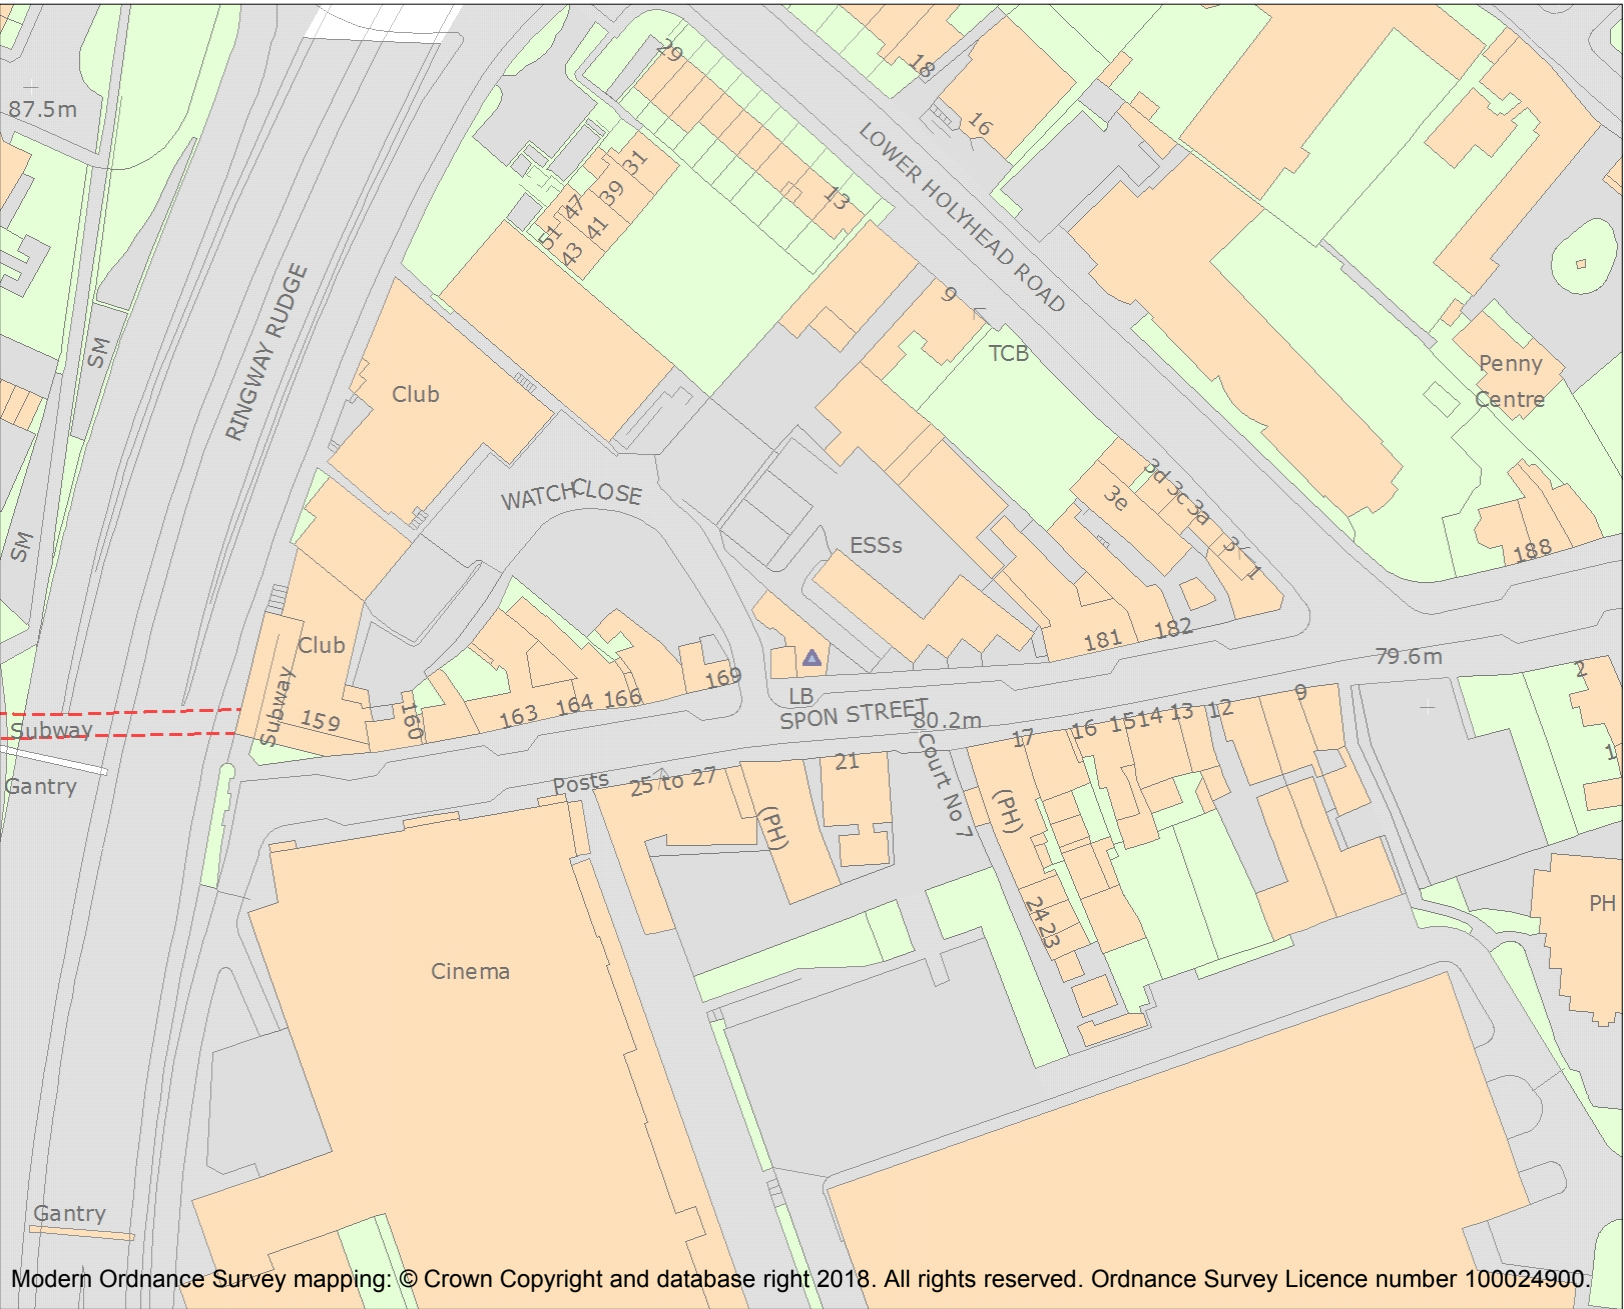 29
18
16
87.5m
LOWER HOLYHEAD ROAD
31
39
47
41
51
43
13
RINGWAY RUDGE
9
TCB
SM
Club
Penny
Centre
WATCH CLOSE
3d 3c 3a
3e
SM
ESSs
3
1
188
Club
181
182
79.6m
2
Subway
169
LB
163
164
166
159
160
SPON STREET
80.2m
9
12
13
14
15
16
17
Subway
Gantry
Posts
25 to 27
21
1
(PH)
Court No 7
(PH)
24
23
PH
Cinema
Gantry
Modern Ordnance Survey mapping: © Crown Copyright and database right 2018. All rights reserved. Ordnance Survey Licence number 100024900.